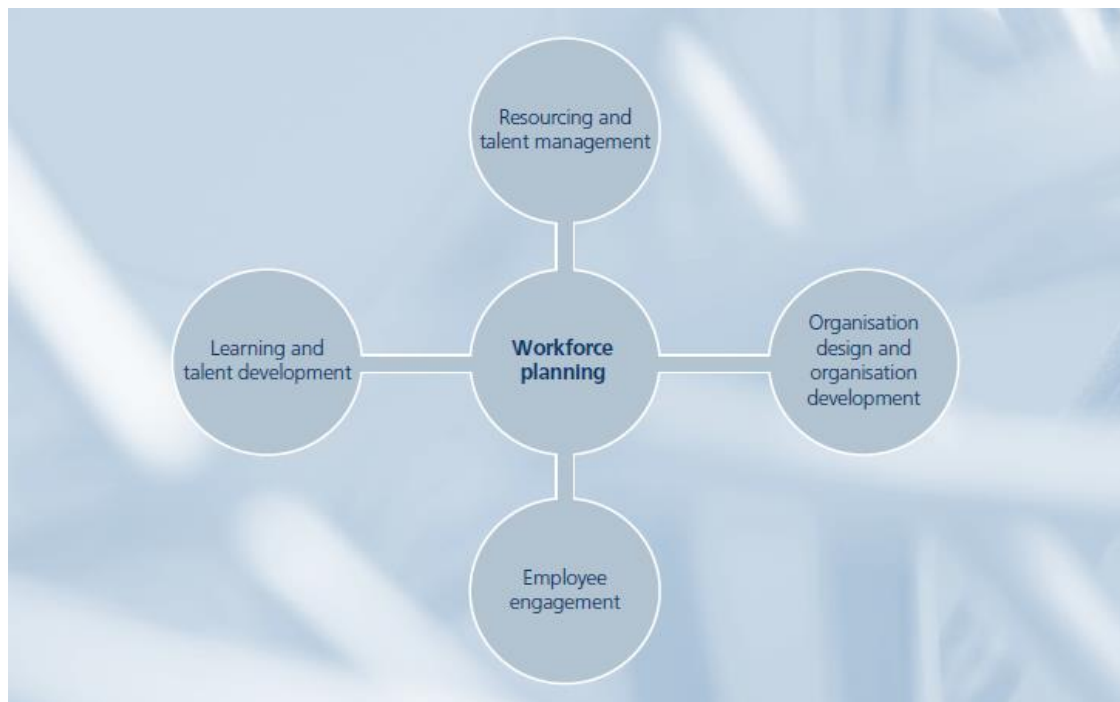 Resourcing and
talent management
Learning and
talent development
Workforce
planning
Organisation
design and
organisation
development
Employee
engagement